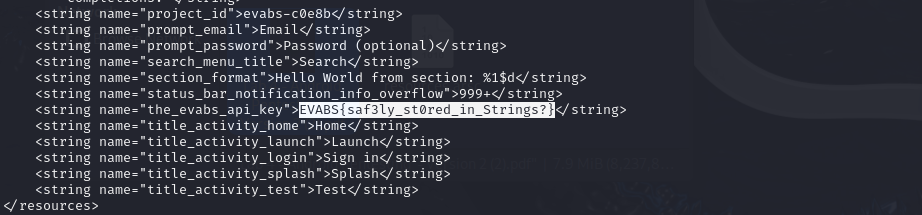 <string name="project_id">evabs-c0e8b</string>
    <string name="prompt_email">Email</string>
    <string name="prompt_password">Password (optional)</string>
    <string name="search_menu_title">Search</string>
    <string name="section_format">Hello World from section: %1$d</string>
    <string name="status_bar_notification_info_overflow">999+</string>
    <string name="the_evabs_api_key">EVABS{saf3ly_st0red_in_Strings?}</string>
    <string name="title_activity_home">Home</string>
    <string name="title_activity_launch">Launch</string>
    <string name="title_activity_login">Sign in</string>
    <string name="title_activity_splash">Splash</string>
    <string name="title_activity_test">Test</string>
</resources>